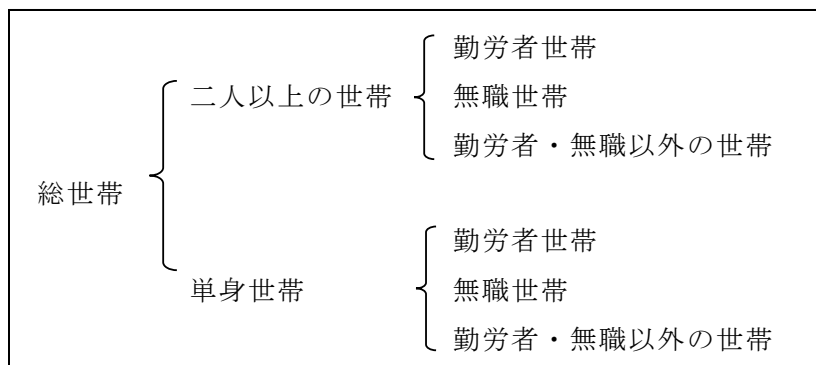 勤労者世帯
二人以上の世帯
無職世帯
勤労者・無職以外の世帯
総世帯
勤労者世帯
単身世帯
無職世帯
勤労者・無職以外の世帯